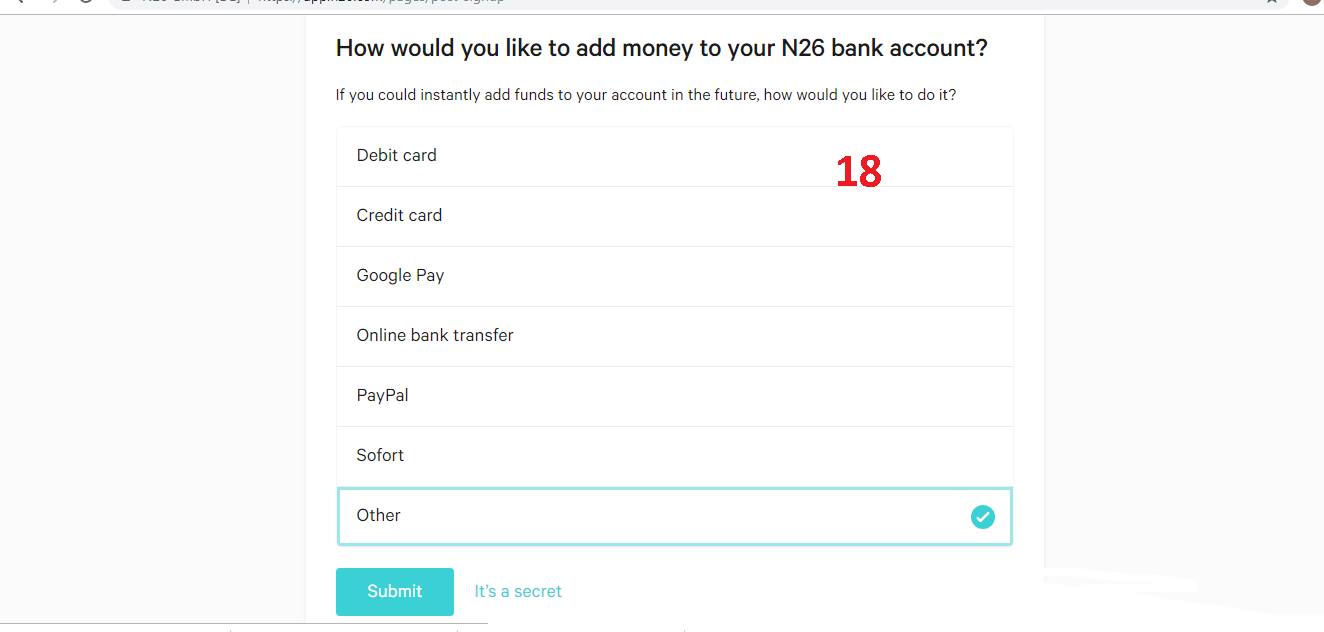 How would you like to add money to your N26 bank account?
If you could instantly add funds to your account in the future, how would you like to do it?
Debit card
18
Credit card
Google Pay
Online bank transfer
PayPal
Sofort
Other
Submit It's a secret